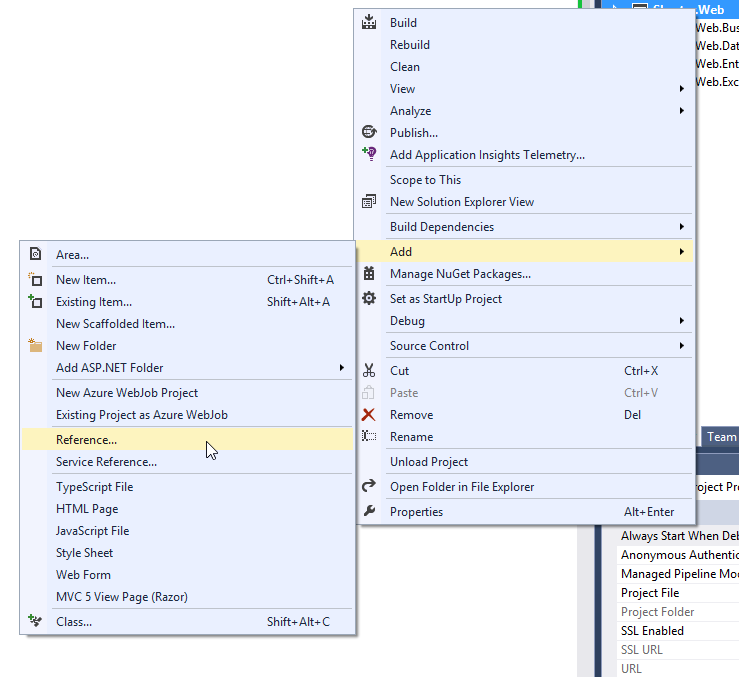 Build
Rebuild
Clean
View
Analyze
Publish...
Add Application Insights Telemetry...
Scope to This
New Solution Explorer View
Build Dependencies
Add
Manage NuGet Packages...
Set as StartUp Project
Debug
Source Control
Cut Ctrl+X
Paste Ctrl+V
Remove Del
Rename
Unload Project
Open Folder in File Explorer
Properties Alt+Enter
Area...
New Item... Ctrl+Shift+A
Existing Item... Shift+Alt+A
New Scaffolded Item...
New Folder
Add ASP.NET Folder
New Azure WebJob Project
Existing Project as Azure WebJob
Reference...
Service Reference...
TypeScript File
HTML Page
JavaScript File
Style Sheet
Web Form
MVC 5 View Page (Razor)
Class... Shift+Alt+C
.Web
Web.Bus
Web.Dat
Web.Ent
Web.Exc
Team
oject Pr
Always Start When Deb
Anonymous Authentic
Managed Pipeline Mod
Project File
Project Folder
SSL Enabled
SSL URL
URL